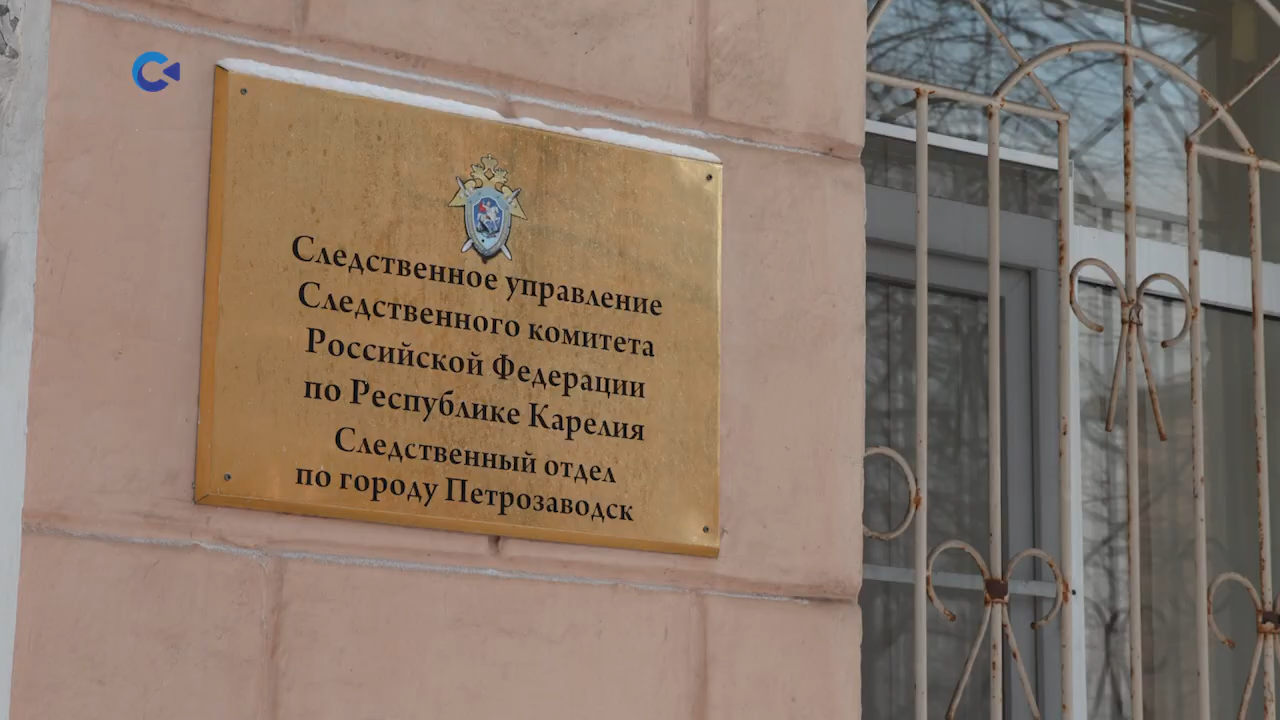 Следственное управление
Следственного комитета
Российской Федерации
по Республике Карелия
Следственный отдел
по городу Петрозаводск